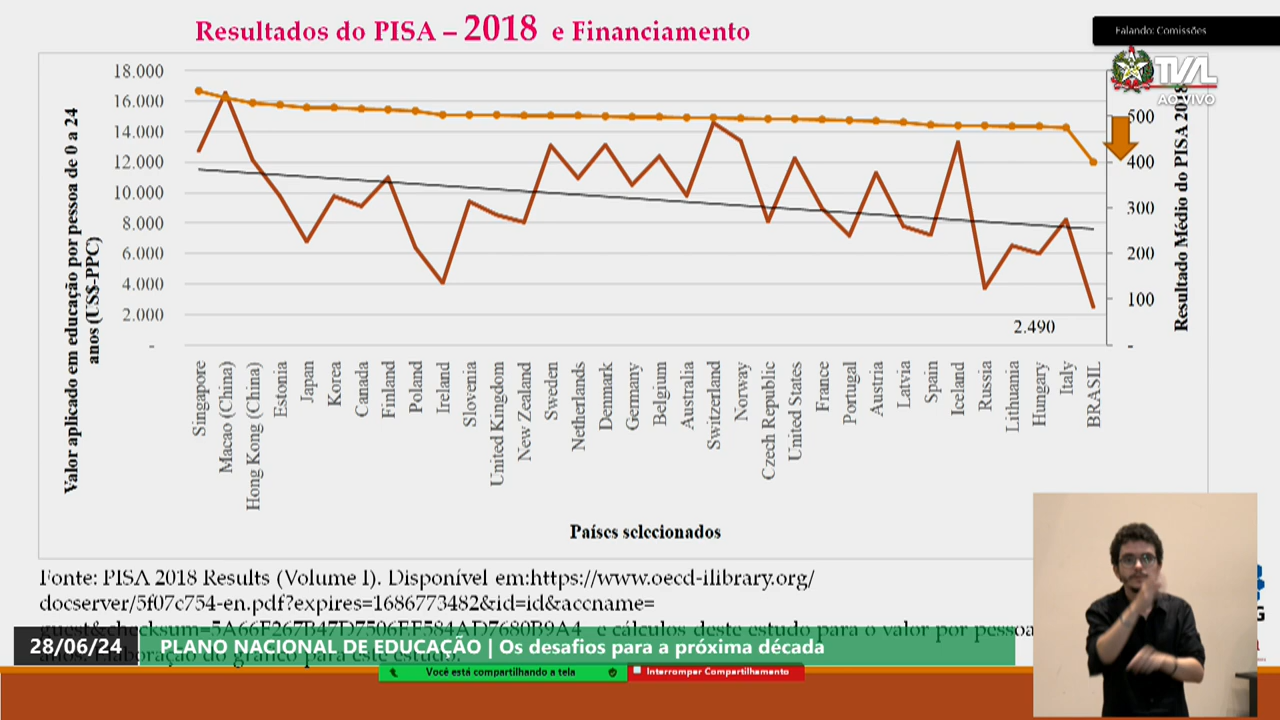 Resultados do PISA – 2018 e Financiamento
Falando: Comissões
TVAL
AO VIVO
Valor aplicado em educação por pessoa de 0 a 24
anos (US$-PPC)
18.000
16.000
14.000
12.000
10.000
8.000
6.000
4.000
2.000
-
500
400
300
200
100
-
Resultado Médio do PISA 2018
2.490
Singapore
Macao (China)
Hong Kong (China)
Estonia
Japan
Korea
Canada
Finland
Poland
Ireland
Slovenia
United Kingdom
New Zealand
Sweden
Netherlands
Denmark
Germany
Belgium
Australia
Switzerland
Norway
Czech Republic
United States
France
Portugal
Austria
Latvia
Spain
Iceland
Russia
Lithuania
Hungary
Italy
BRASIL
Países selecionados
Fonte: PISA 2018 Results (Volume I). Disponível em:https://www.oecd-ilibrary.org/
docserver/5f07c754-en.pdf?expires=1686773482&id=id&accname=
e cálculos deste estudo para o valor por pessoa
28/06/24
PLANO NACIONAL DE EDUCAÇÃO | Os desafios para a próxima década
Você está compartilhando a tela
Interromper Compartilhamento